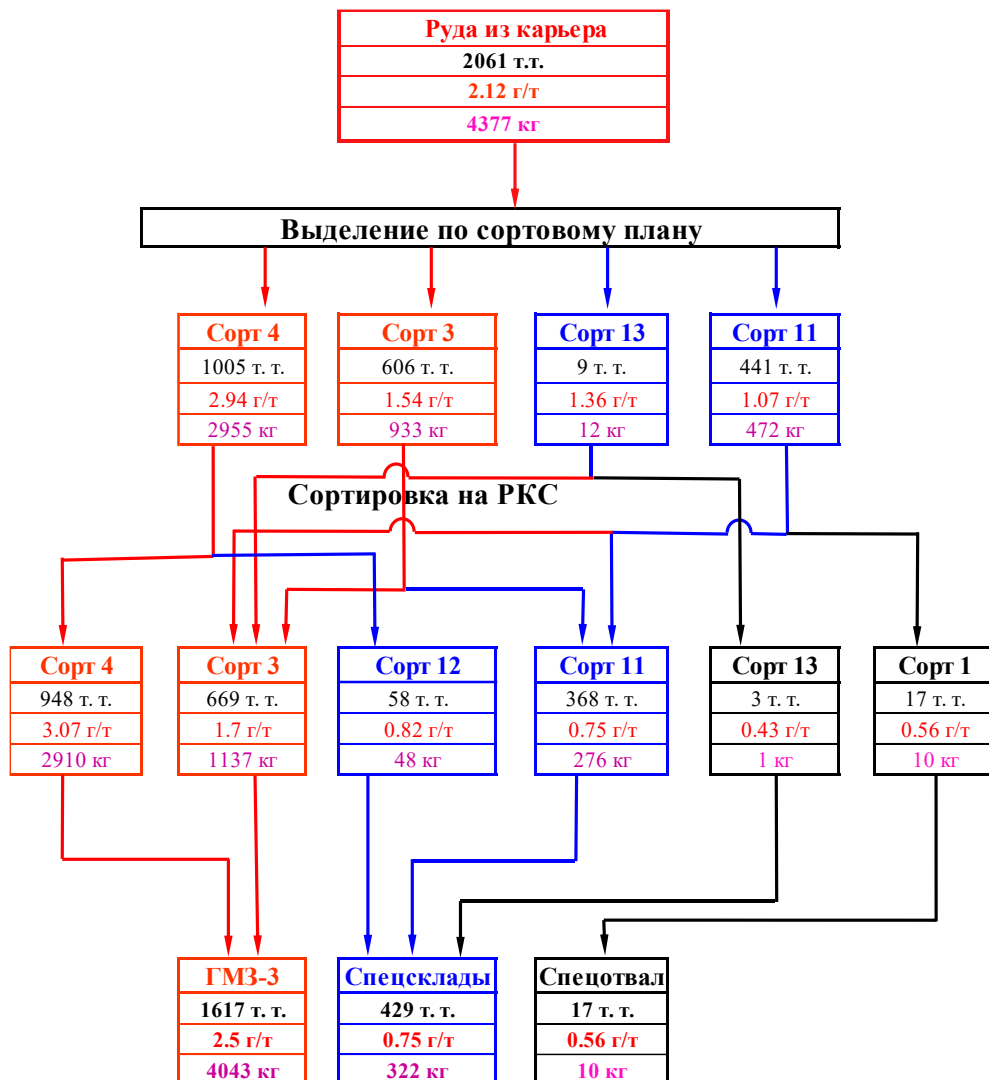 Руда из карьера
2061 т.т.
2.12 г/т
4377 кг
Выделение по сортовому плану
Сорт 4
1005 т. т.
2.94 г/т
2955 кг
Сорт 3
606 т. т.
1.54 г/т
933 кг
Сорт 13
9 т. т.
1.36 г/т
12 кг
Сорт 11
441 т. т.
1.07 г/т
472 кг
Сортировка на РКС
Сорт 4
948 т. т.
3.07 г/т
2910 кг
Сорт 3
669 т. т.
1.7 г/т
1137 кг
Сорт 12
58 т. т.
0.82 г/т
48 кг
Сорт 11
368 т. т.
0.75 г/т
276 кг
Сорт 13
3 т. т.
0.43 г/т
1 кг
Сорт 1
17 т. т.
0.56 г/т
10 кг
ГМЗ-3
1617 т. т.
2.5 г/т
4043 кг
Спецсклады
429 т. т.
0.75 г/т
322 кг
Спецотвал
17 т. т.
0.56 г/т
10 кг